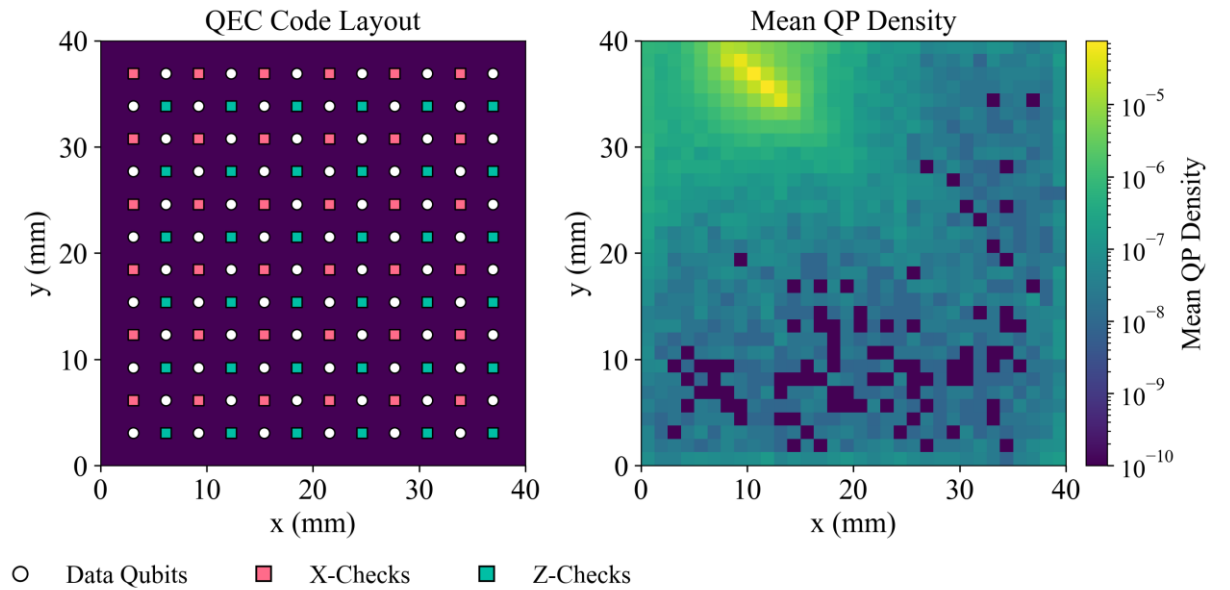 QEC Code Layout
40
30
20
10
0
y (mm)
0 10 20 30 40
x (mm)
Mean QP Density
40
30
20
10
0
y (mm)
0 10 20 30 40
x (mm)
10⁻⁵
10⁻⁶
10⁻⁷
10⁻⁸
10⁻⁹
10⁻¹⁰
Mean QP Density
Data Qubits X-Checks Z-Checks